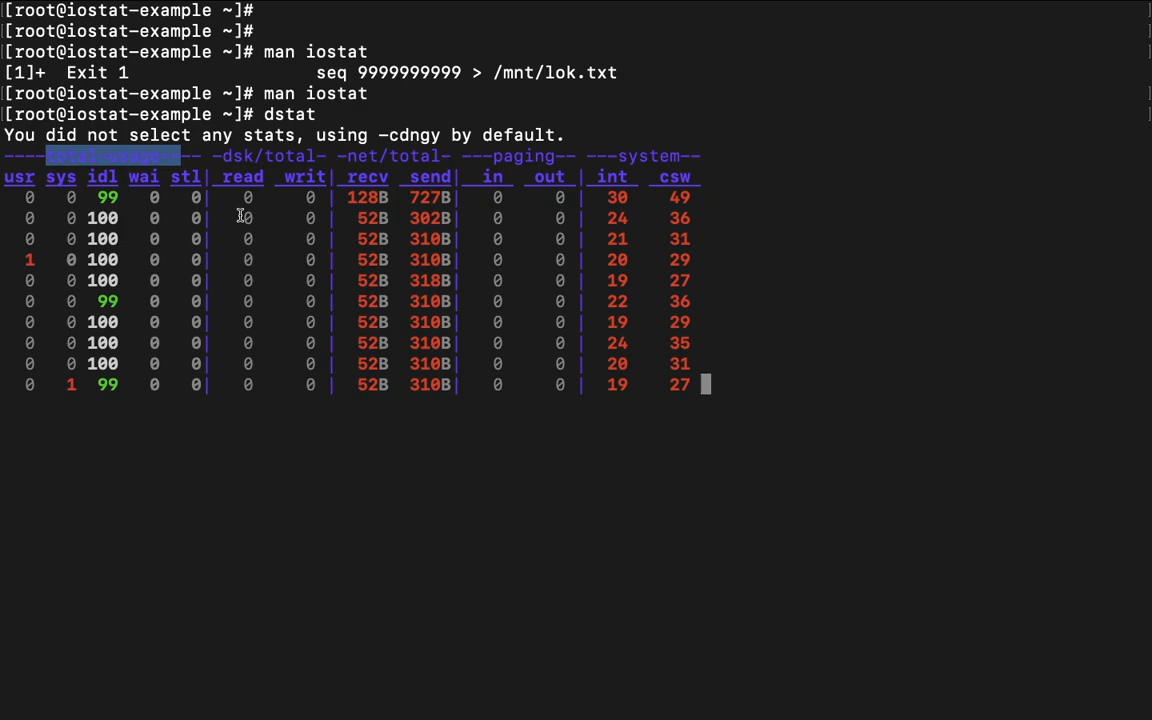 [root@iostat-example ~]#
[root@iostat-example ~]#
[root@iostat-example ~]# man iostat
[1]+  Exit 1                  seq 9999999999 > /mnt/lok.txt
[root@iostat-example ~]# man iostat
[root@iostat-example ~]# dstat
You did not select any stats, using -cdngy by default.
----total-usage---- -dsk/total- -net/total- ---paging-- ---system--
usr sys idl wai stl| read  writ| recv  send|  in   out | int   csw
  0   0  99   0   0|   0     0 | 128B  727B|   0     0 |  30    49
  0   0 100   0   0|   0     0 |  52B  302B|   0     0 |  24    36
  0   0 100   0   0|   0     0 |  52B  310B|   0     0 |  21    31
  1   0 100   0   0|   0     0 |  52B  310B|   0     0 |  20    29
  0   0 100   0   0|   0     0 |  52B  318B|   0     0 |  19    27
  0   0  99   0   0|   0     0 |  52B  310B|   0     0 |  22    36
  0   0 100   0   0|   0     0 |  52B  310B|   0     0 |  19    29
  0   0 100   0   0|   0     0 |  52B  310B|   0     0 |  24    35
  0   0 100   0   0|   0     0 |  52B  310B|   0     0 |  20    31
  0   1  99   0   0|   0     0 |  52B  310B|   0     0 |  19    27